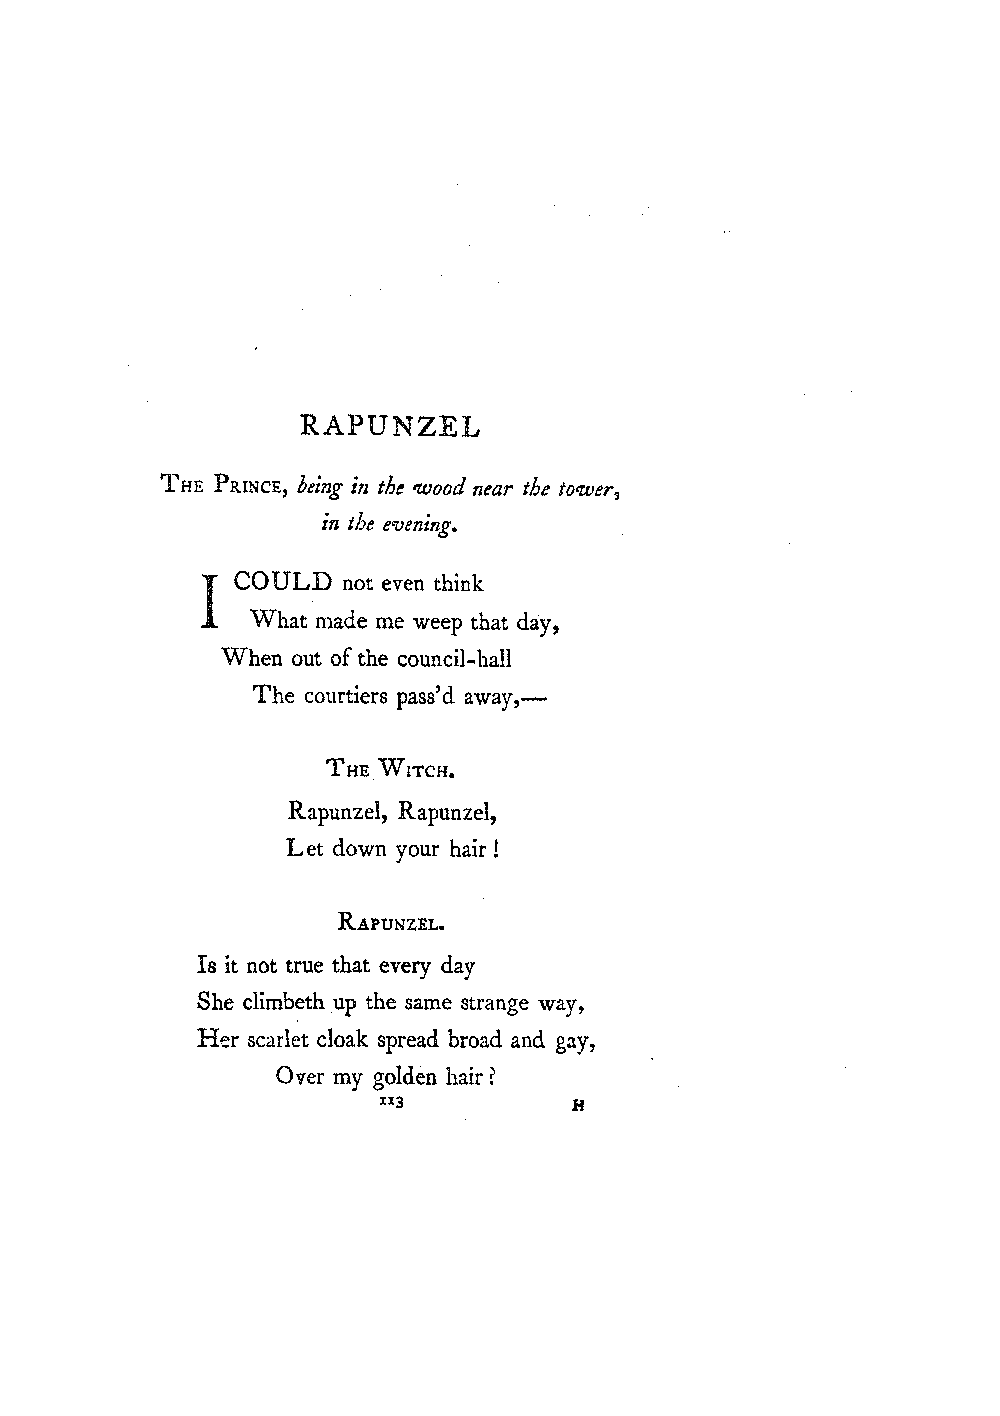 RAPUNZEL
THE PRINCE, being in the wood near the tower,
in the evening.
I COULD not even think
What made me weep that day,
When out of the council-hall
The courtiers pass'd away,—
THE WITCH.
Rapunzel, Rapunzel,
Let down your hair!
RAPUNZEL.
Is it not true that every day
She climbeth up the same strange way,
Her scarlet cloak spread broad and gay,
Over my golden hair?
113 H